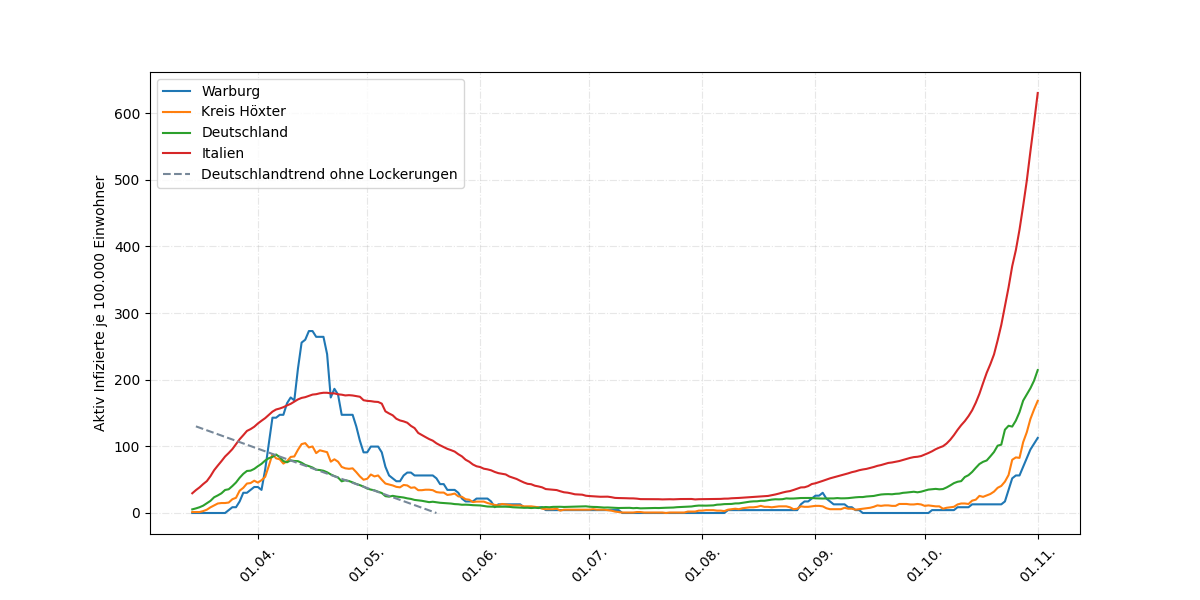 Warburg
Kreis Höxter
Deutschland
Italien
Deutschlandtrend ohne Lockerungen
Aktiv Infizierte je 100.000 Einwohner
600
500
400
300
200
100
0
01.04.
01.05.
01.06.
01.07.
01.08.
01.09.
01.10.
01.11.